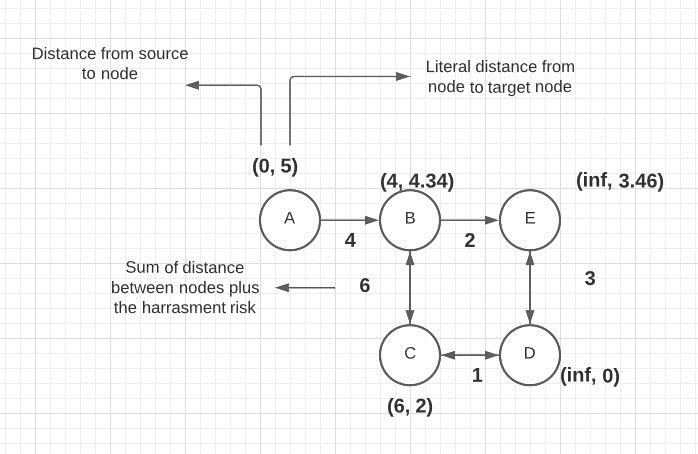 Distance from source
to node
Literal distance from
node to target node
(0, 5)
(4, 4.34)
(inf, 3.46)
A
B
E
4
2
Sum of distance
between nodes plus
the harrasment risk
6
3
C
D
1
(inf, 0)
(6, 2)